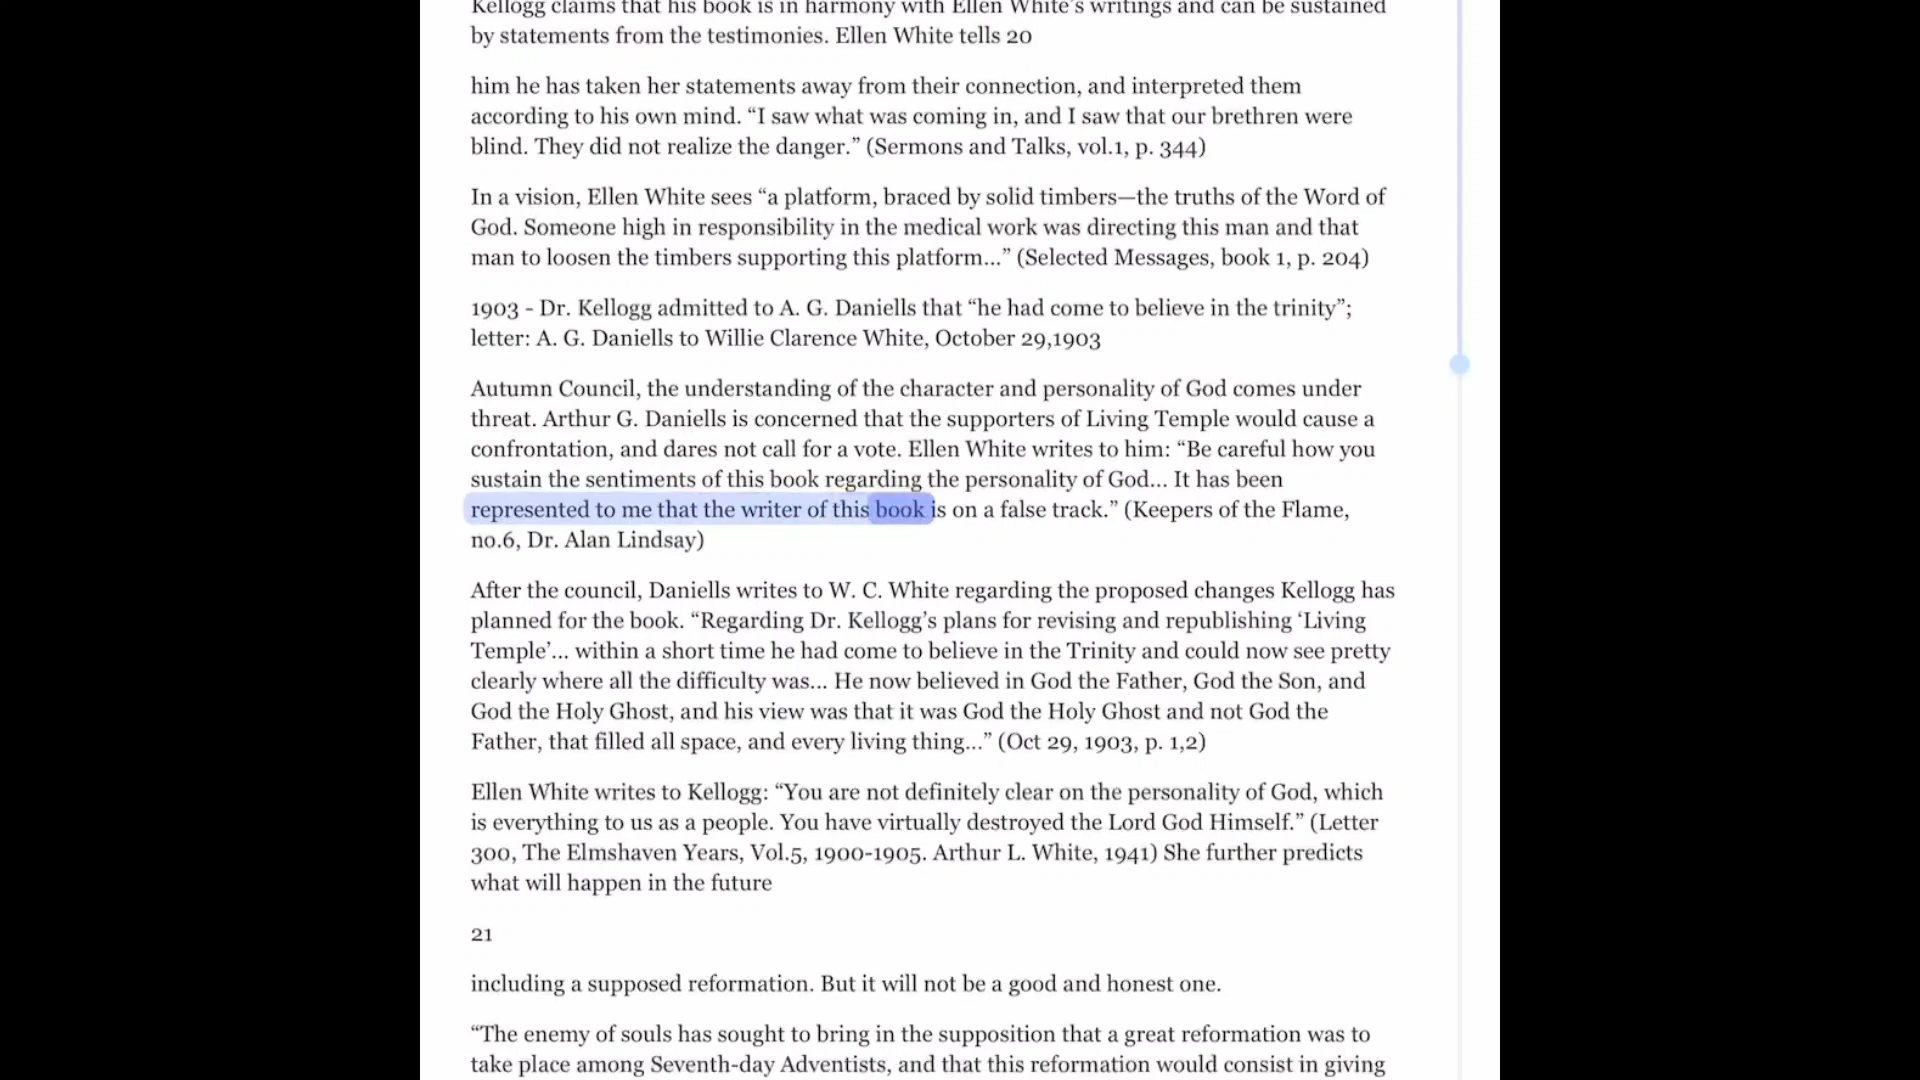 Kellogg claims that his book is in harmony with Ellen White's writings and can be sustained
by statements from the testimonies. Ellen White tells 20
him he has taken her statements away from their connection, and interpreted them
according to his own mind. “I saw what was coming in, and I saw that our brethren were
blind. They did not realize the danger.” (Sermons and Talks, vol.1, p. 344)
In a vision, Ellen White sees “a platform, braced by solid timbers—the truths of the Word of
God. Someone high in responsibility in the medical work was directing this man and that
man to loosen the timbers supporting this platform...” (Selected Messages, book 1, p. 204)
1903 - Dr. Kellogg admitted to A. G. Daniells that “he had come to believe in the trinity”;
letter: A. G. Daniells to Willie Clarence White, October 29,1903
Autumn Council, the understanding of the character and personality of God comes under
threat. Arthur G. Daniells is concerned that the supporters of Living Temple would cause a
confrontation, and dares not call for a vote. Ellen White writes to him: “Be careful how you
sustain the sentiments of this book regarding the personality of God... It has been
represented to me that the writer of this book is on a false track.” (Keepers of the Flame,
no.6, Dr. Alan Lindsay)
After the council, Daniells writes to W. C. White regarding the proposed changes Kellogg has
planned for the book. “Regarding Dr. Kellogg's plans for revising and republishing ‘Living
Temple’... within a short time he had come to believe in the Trinity and could now see pretty
clearly where all the difficulty was... He now believed in God the Father, God the Son, and
God the Holy Ghost, and his view was that it was God the Holy Ghost and not God the
Father, that filled all space, and every living thing...” (Oct 29, 1903, p. 1,2)
Ellen White writes to Kellogg: “You are not definitely clear on the personality of God, which
is everything to us as a people. You have virtually destroyed the Lord God Himself.” (Letter
300, The Elmshaven Years, Vol.5, 1900-1905. Arthur L. White, 1941) She further predicts
what will happen in the future
21
including a supposed reformation. But it will not be a good and honest one.
“The enemy of souls has sought to bring in the supposition that a great reformation was to
take place among Seventh-day Adventists, and that this reformation would consist in giving